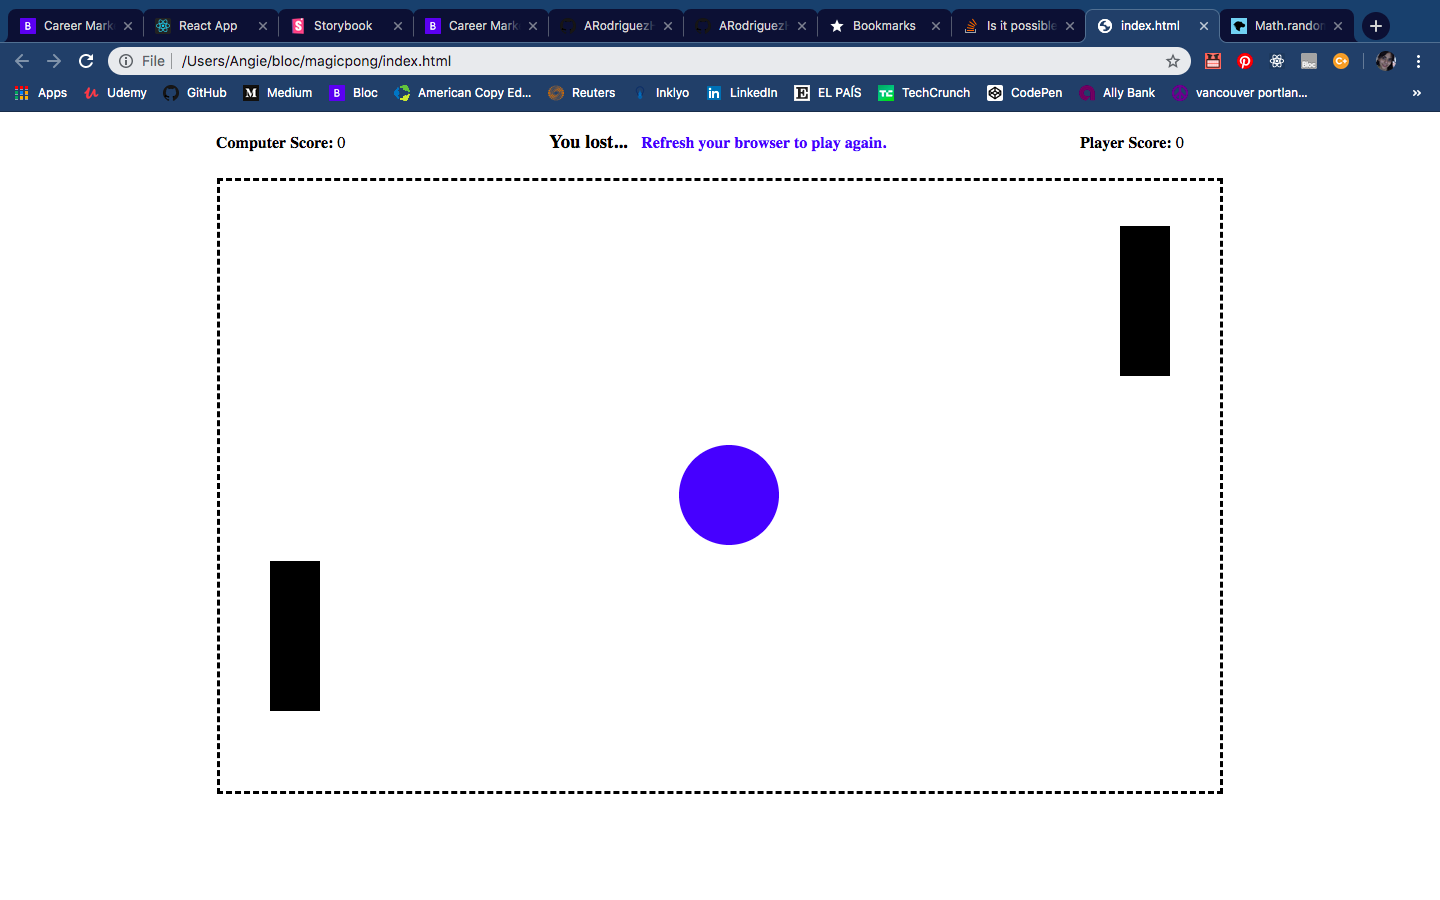 Career Mark
React App
Storybook
Career Mark
ARodriguez
ARodriguez
Bookmarks
Is it possible
index.html
Math.random
File
/Users/Angie/bloc/magicpong/index.html
Apps
Udemy
GitHub
Medium
Bloc
American Copy Ed...
Reuters
Inklyo
LinkedIn
EL PAÍS
TechCrunch
CodePen
Ally Bank
vancouver portlan...
Computer Score: 0
You lost... Refresh your browser to play again.
Player Score: 0